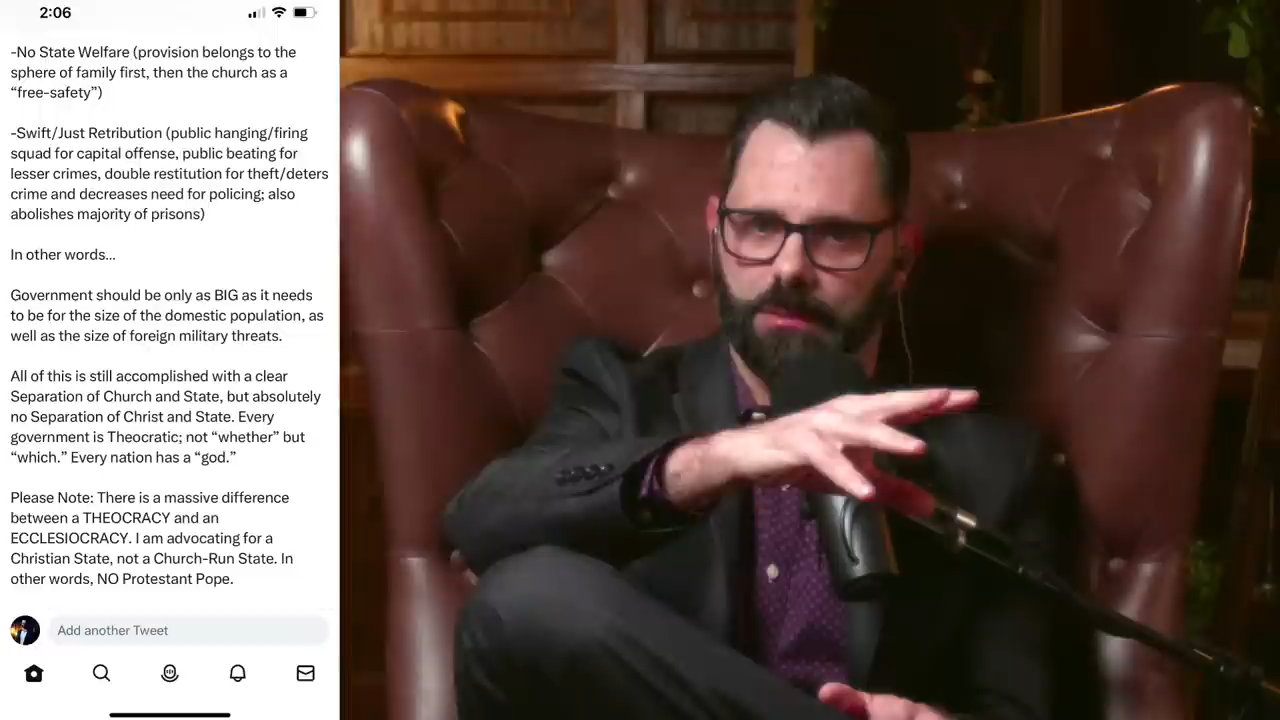 2:06
-No State Welfare (provision belongs to the
sphere of family first, then the church as a
“free-safety”)
-Swift/Just Retribution (public hanging/firing
squad for capital offense, public beating for
lesser crimes, double restitution for theft/deters
crime and decreases need for policing; also
abolishes majority of prisons)
In other words...
Government should be only as BIG as it needs
to be for the size of the domestic population, as
well as the size of foreign military threats.
All of this is still accomplished with a clear
Separation of Church and State, but absolutely
no Separation of Christ and State. Every
government is Theocratic; not “whether” but
“which.” Every nation has a “god.”
Please Note: There is a massive difference
between a THEOCRACY and an
ECCLESIOCRACY. I am advocating for a
Christian State, not a Church-Run State. In
other words, NO Protestant Pope.
Add another Tweet